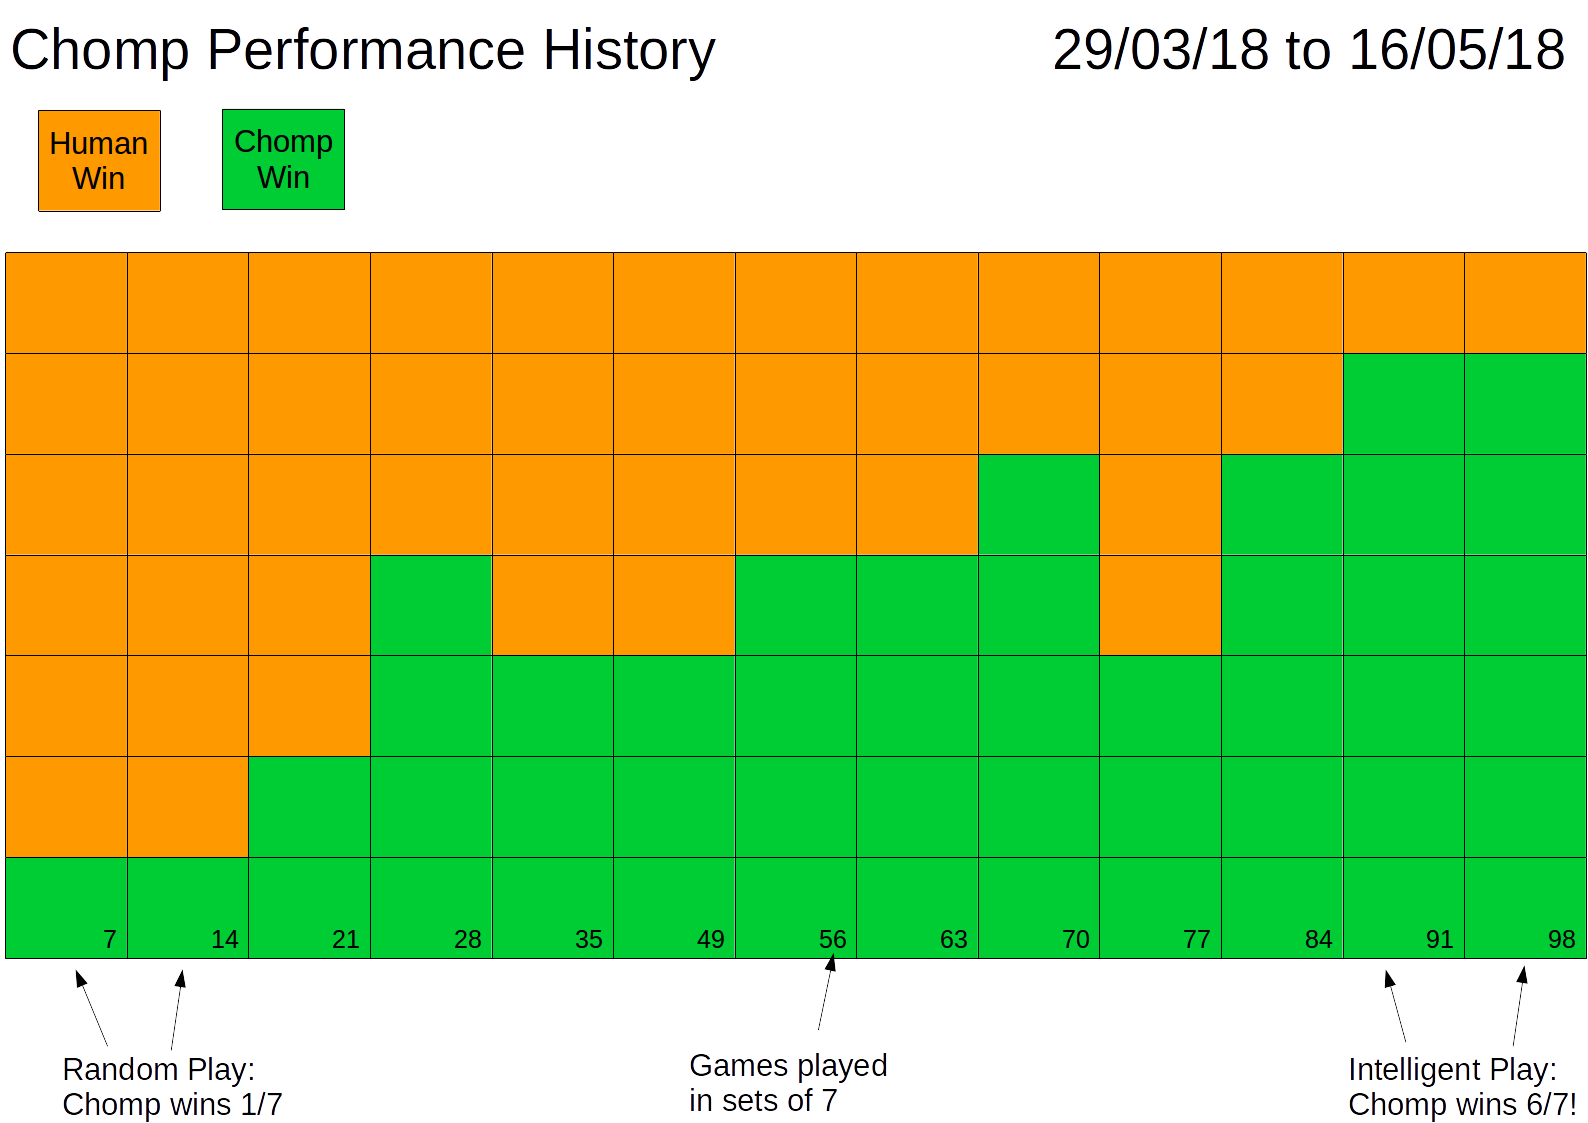 Chomp Performance History 29/03/18 to 16/05/18
Human
Win
Chomp
Win
7 14 21 28 35 49 56 63 70 77 84 91 98
Random Play:
Chomp wins 1/7
Games played
in sets of 7
Intelligent Play:
Chomp wins 6/7!